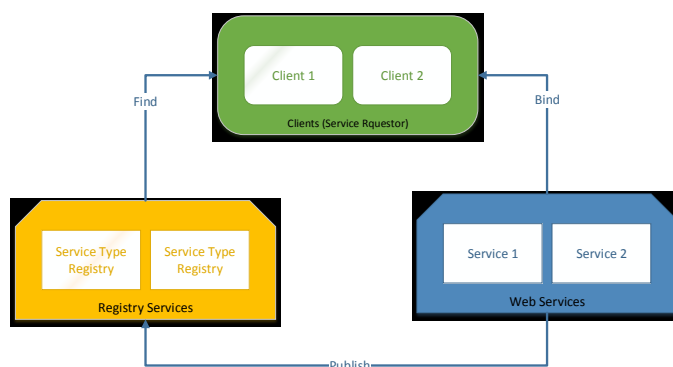 Client 1
Client 2
Clients (Service Rquestor)
Find
Bind
Service Type
Registry
Service Type
Registry
Registry Services
Service 1
Service 2
Web Services
Publish